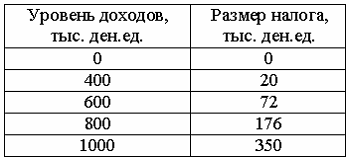 Уровень доходов, Размер налога,
тыс. ден.ед. тыс. ден.ед.
0 0
400 20
600 72
800 176
1000 350